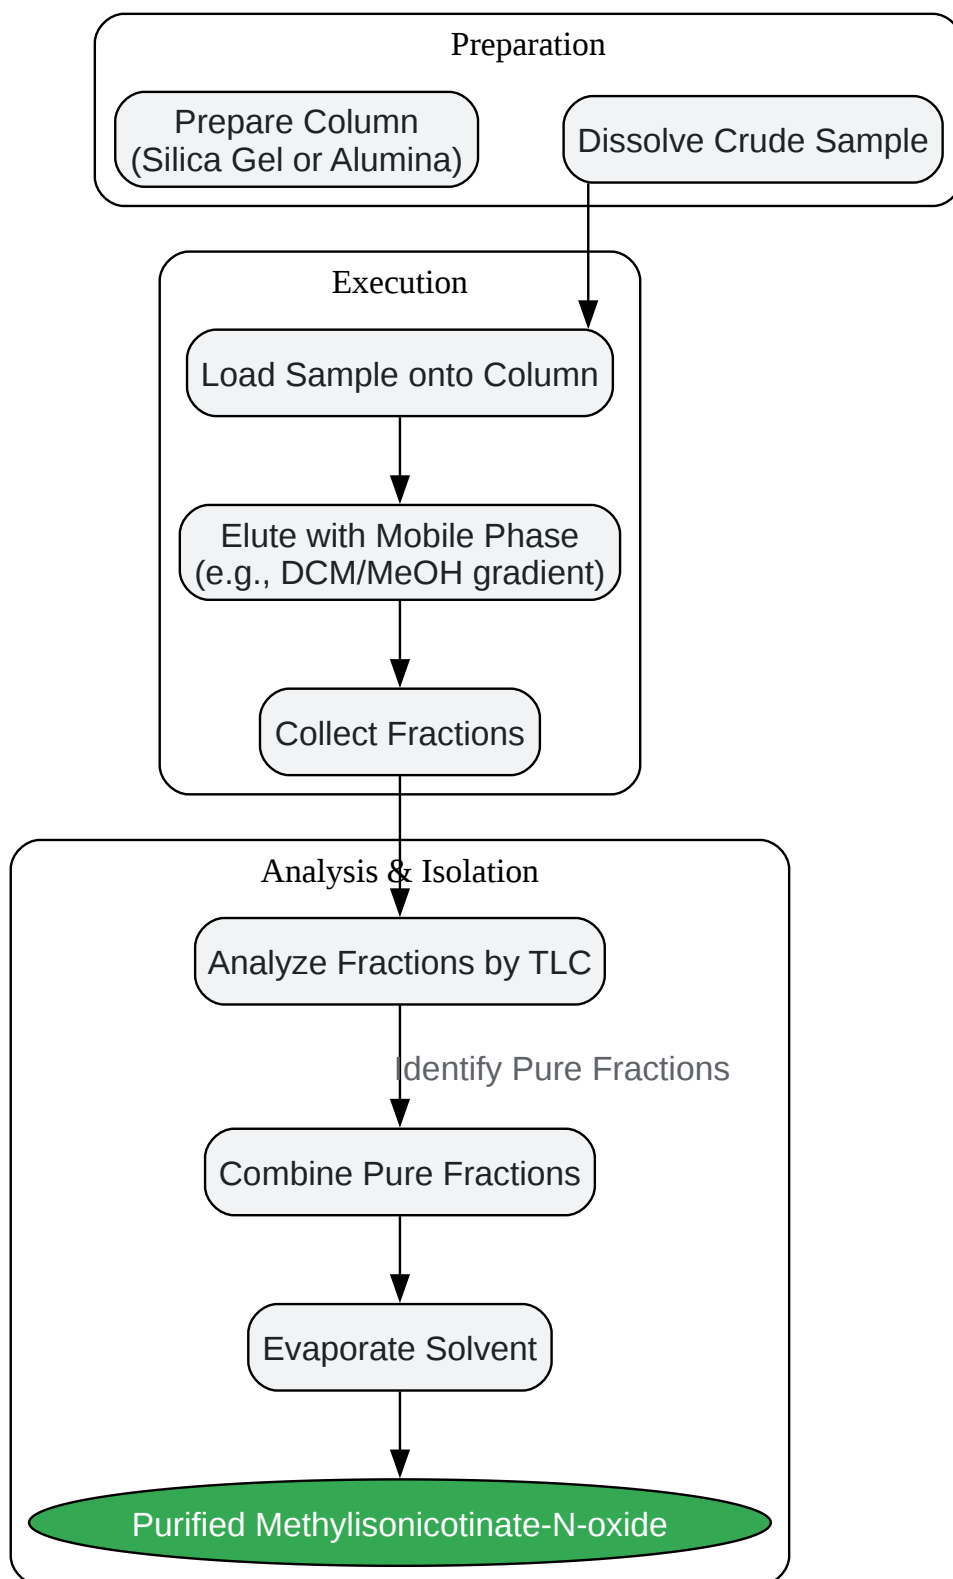 Preparation
Prepare Column
(Silica Gel or Alumina)
Dissolve Crude Sample
Execution
Load Sample onto Column
Elute with Mobile Phase
(e.g., DCM/MeOH gradient)
Collect Fractions
Analysis & Isolation
Analyze Fractions by TLC
Identify Pure Fractions
Combine Pure Fractions
Evaporate Solvent
Purified Methylisonicotinate-N-oxide